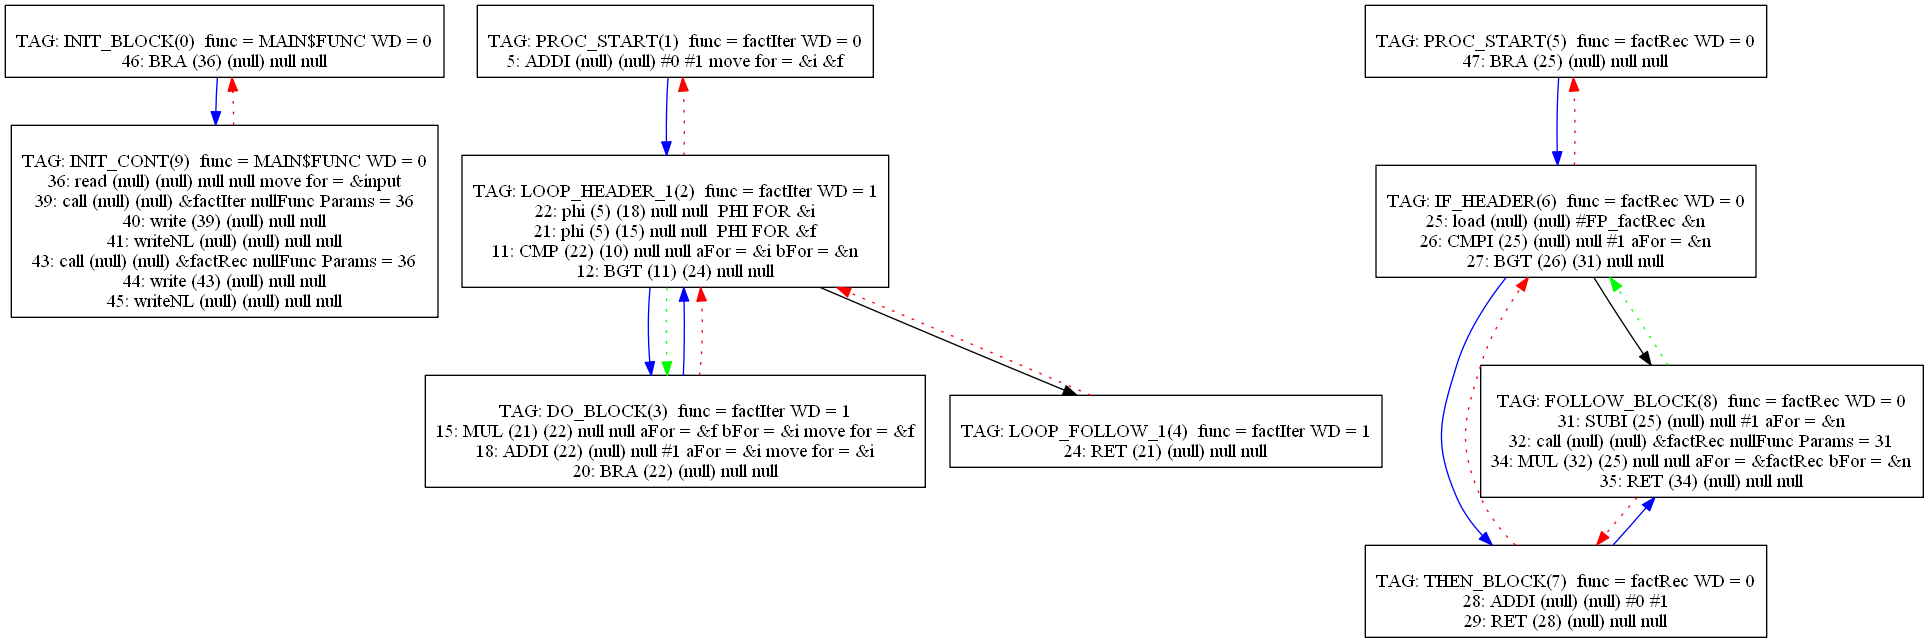 TAG: INIT_BLOCK(0)  func = MAIN$FUNC WD = 0
46: BRA (36) (null) null null
TAG: INIT_CONT(9)  func = MAIN$FUNC WD = 0
36: read (null) (null) null null move for = &input
39: call (null) (null) &factIter nullFunc Params = 36
40: write (39) (null) null null
41: writeNL (null) (null) null null
43: call (null) (null) &factRec nullFunc Params = 36
44: write (43) (null) null null
45: writeNL (null) (null) null null
TAG: PROC_START(1)  func = factIter WD = 0
5: ADDI (null) (null) #0 #1 move for = &i &f
TAG: LOOP_HEADER_1(2)  func = factIter WD = 1
22: phi (5) (18) null null  PHI FOR &i
21: phi (5) (15) null null  PHI FOR &f
11: CMP (22) (10) null null aFor = &i bFor = &n
12: BGT (11) (24) null null
TAG: DO_BLOCK(3)  func = factIter WD = 1
15: MUL (21) (22) null null aFor = &f bFor = &i move for = &f
18: ADDI (22) (null) null #1 aFor = &i move for = &i
20: BRA (22) (null) null null
TAG: LOOP_FOLLOW_1(4)  func = factIter WD = 1
24: RET (21) (null) null null
TAG: PROC_START(5)  func = factRec WD = 0
47: BRA (25) (null) null null
TAG: IF_HEADER(6)  func = factRec WD = 0
25: load (null) (null) #FP_factRec &n
26: CMPI (25) (null) null #1 aFor = &n
27: BGT (26) (31) null null
TAG: FOLLOW_BLOCK(8)  func = factRec WD = 0
31: SUBI (25) (null) null #1 aFor = &n
32: call (null) (null) &factRec nullFunc Params = 31
34: MUL (32) (25) null null aFor = &factRec bFor = &n
35: RET (34) (null) null null
TAG: THEN_BLOCK(7)  func = factRec WD = 0
28: ADDI (null) (null) #0 #1
29: RET (28) (null) null null